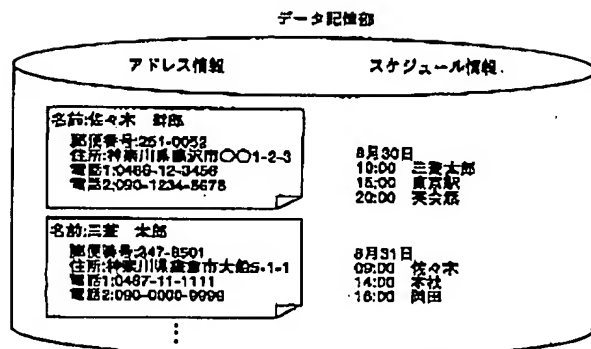 データ記憶部
アドレス情報
スケジュール情報
名前:佐々木 幹郎
郵便番号:251-0052
住所:神奈川県藤沢市〇〇1-2-3
電話1:0466-12-3456
電話2:090-1234-5678
名前:三菱 太郎
郵便番号:247-8501
住所:神奈川県鎌倉市大船5-1-1
電話1:0467-11-1111
電話2:090-0000-9999
8月30日
10:00 三菱太郎
15:00 東京駅
20:00 英会話
8月31日
09:00 佐々木
14:00 本社
16:00 岡田